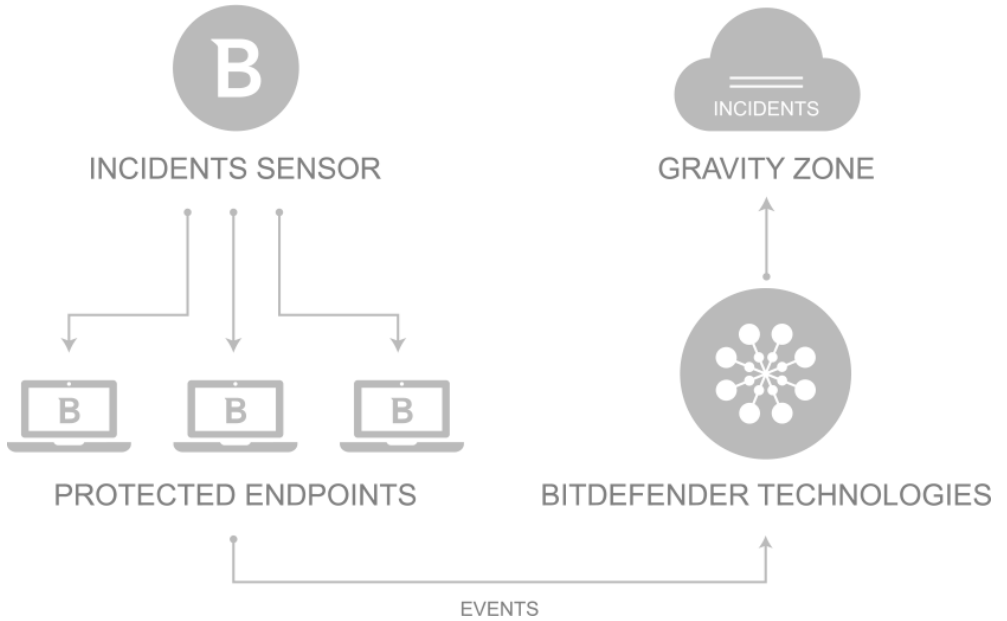 B
INCIDENTS
INCIDENTS SENSOR
GRAVITY ZONE
B
B
B
PROTECTED ENDPOINTS
BITDEFENDER TECHNOLOGIES
EVENTS